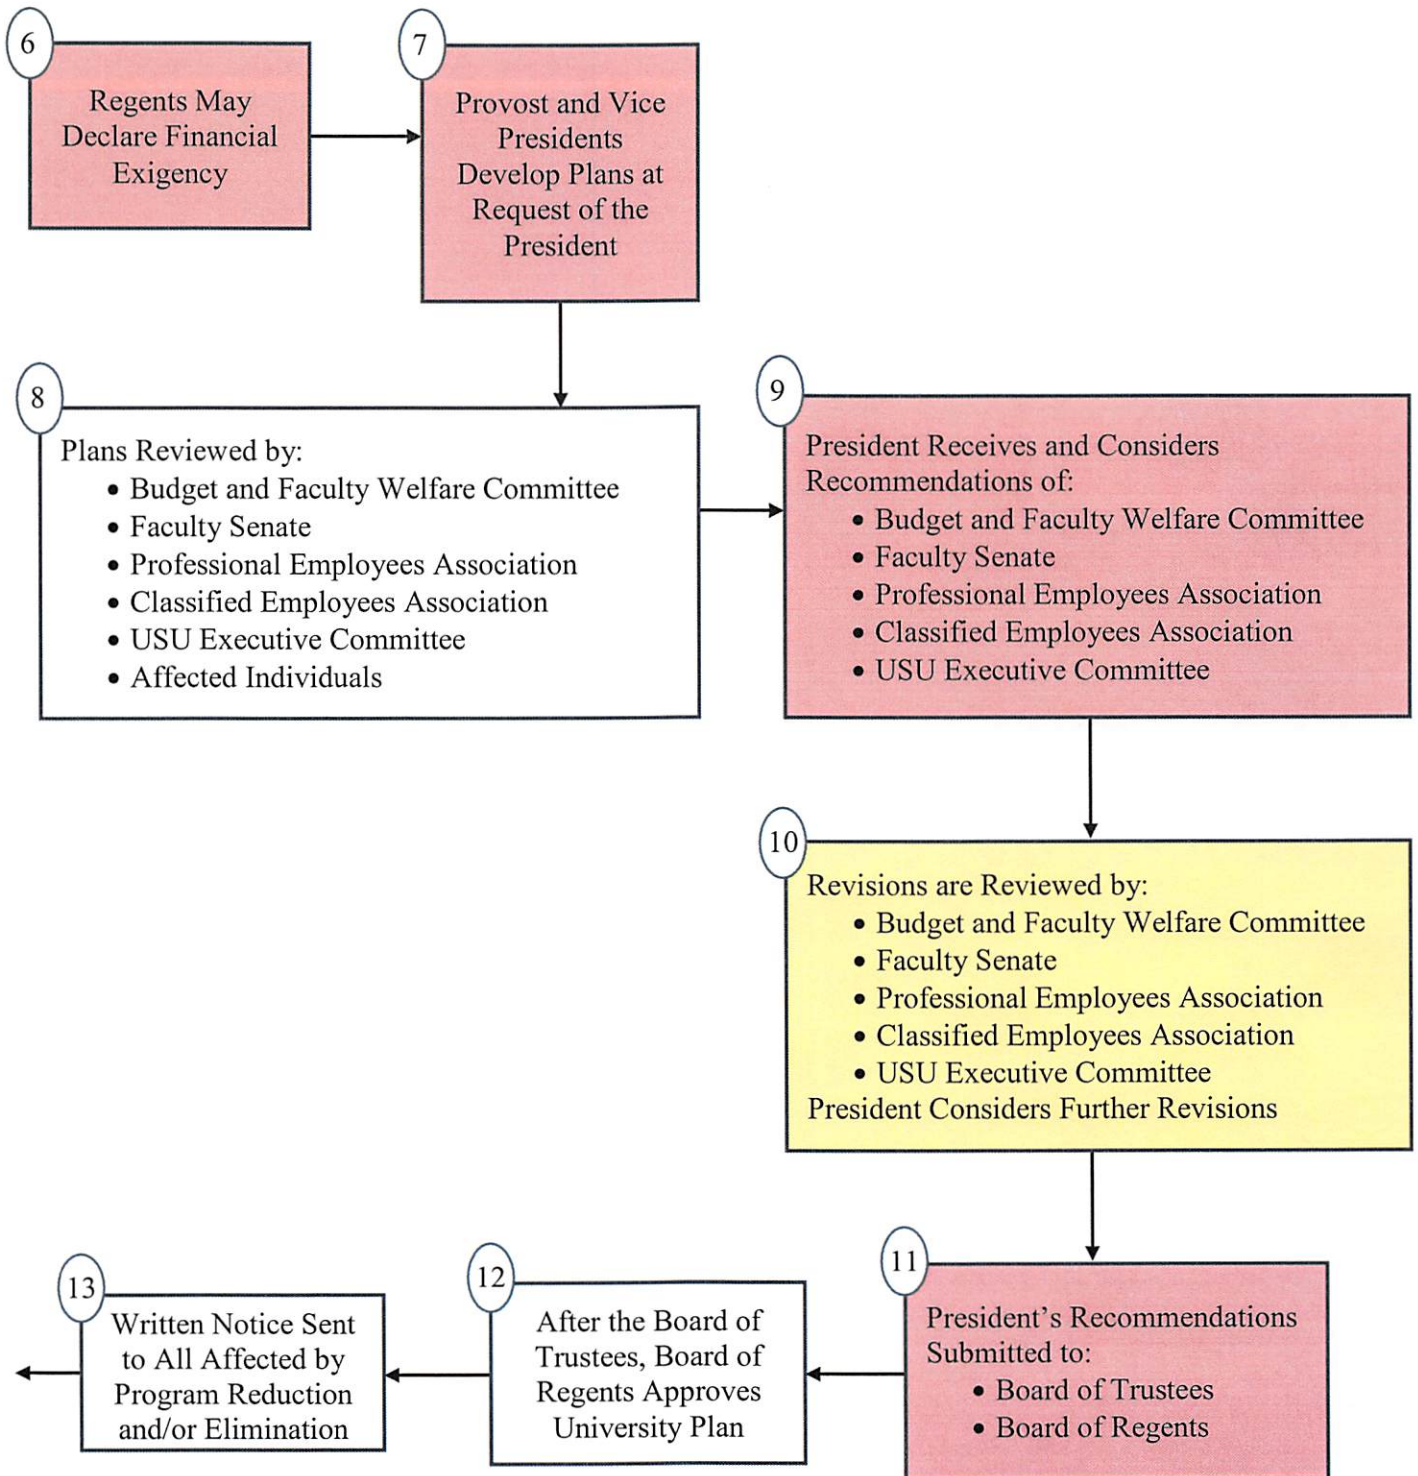 6
Regents May
Declare Financial
Exigency
7
Provost and Vice
Presidents
Develop Plans at
Request of the
President
8
Plans Reviewed by:
• Budget and Faculty Welfare Committee
• Faculty Senate
• Professional Employees Association
• Classified Employees Association
• USU Executive Committee
• Affected Individuals
9
President Receives and Considers
Recommendations of:
• Budget and Faculty Welfare Committee
• Faculty Senate
• Professional Employees Association
• Classified Employees Association
• USU Executive Committee
10
Revisions are Reviewed by:
• Budget and Faculty Welfare Committee
• Faculty Senate
• Professional Employees Association
• Classified Employees Association
• USU Executive Committee
President Considers Further Revisions
11
President’s Recommendations
Submitted to:
• Board of Trustees
• Board of Regents
12
After the Board of
Trustees, Board of
Regents Approves
University Plan
13
Written Notice Sent
to All Affected by
Program Reduction
and/or Elimination